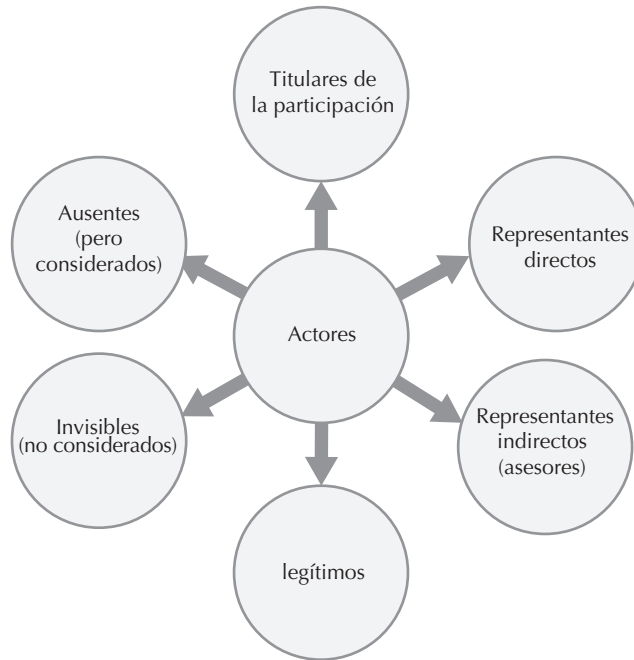 Titulares de
la participación
Ausentes
(pero
considerados)
Representantes
directos
Actores
Invisibles
(no considerados)
Representantes
indirectos
(asesores)
legítimos